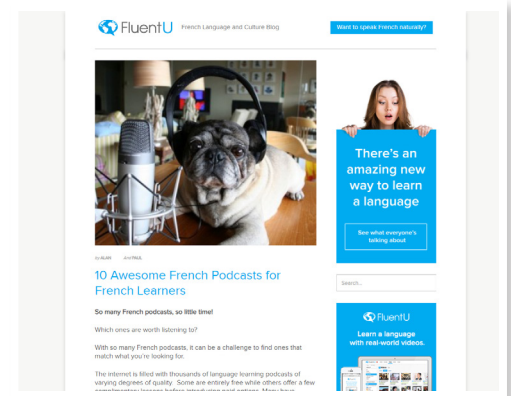 FluentU French Language and Culture Blog
Want to speak French naturally?
by ALAN and PAUL
10 Awesome French Podcasts for
French Learners
So many French podcasts, so little time!
Which ones are worth listening to?
With so many French podcasts, it can be a challenge to find ones that
match what you're looking for.
The internet is filled with thousands of language learning podcasts of
varying degrees of quality. Some are entirely free while others offer a few
There's an
amazing new
way to learn
a language
See what everyone's
talking about
Search...
FluentU
Learn a language
with real-world videos.